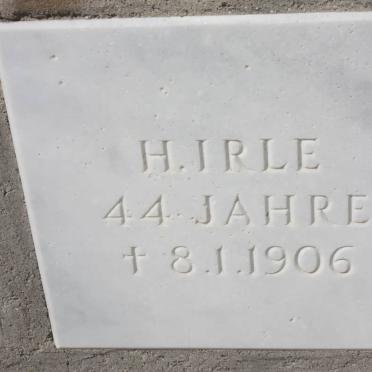 H. IRLE
44 JAHRE
† 8.1.1906